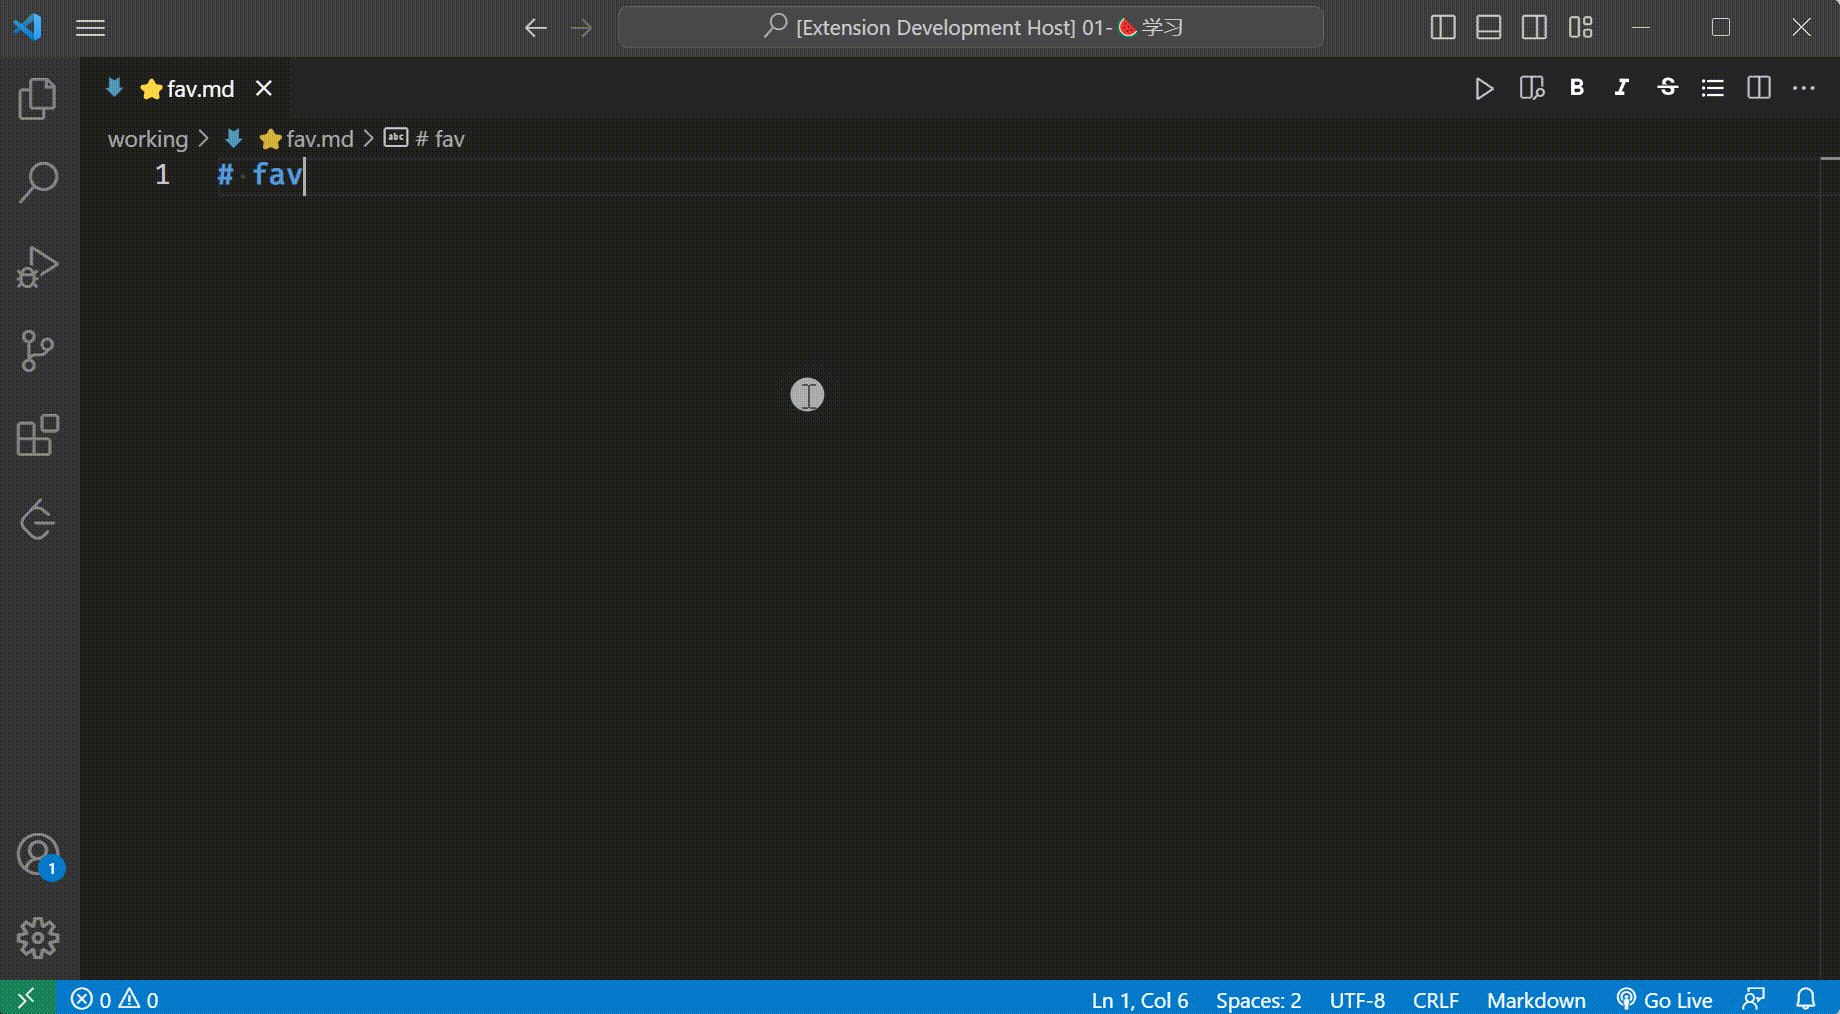 [Extension Development Host] 01-🍉学习
⭐fav.md
B I S
working > ⭐fav.md > abc # fav
1 # fav
1
0 0 Ln 1, Col 6 Spaces: 2 UTF-8 CRLF Markdown Go Live